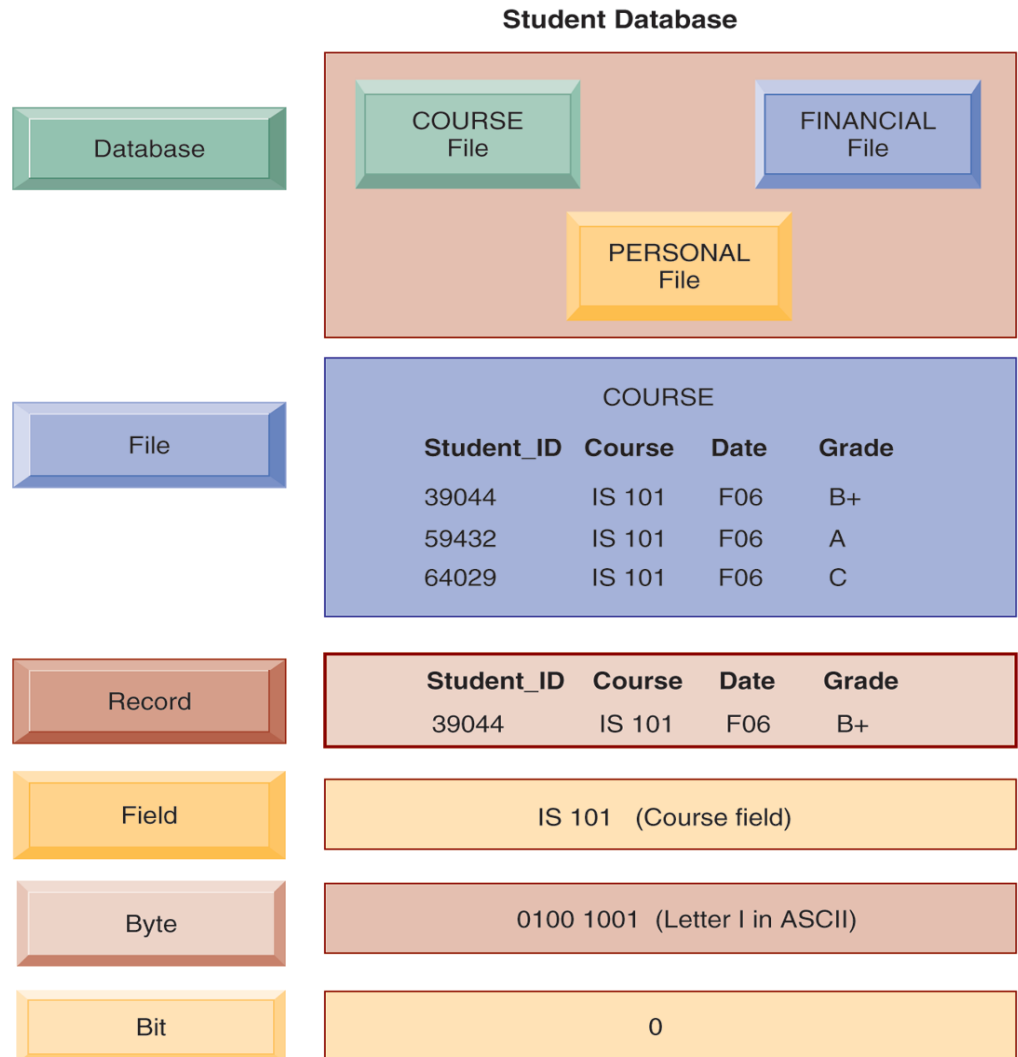 Student Database
Database
COURSE
File
FINANCIAL
File
PERSONAL
File
File
COURSE
Student_ID Course Date Grade
39044 IS 101 F06 B+
59432 IS 101 F06 A
64029 IS 101 F06 C
Record
Student_ID Course Date Grade
39044 IS 101 F06 B+
Field
IS 101 (Course field)
Byte
0100 1001 (Letter I in ASCII)
Bit
0